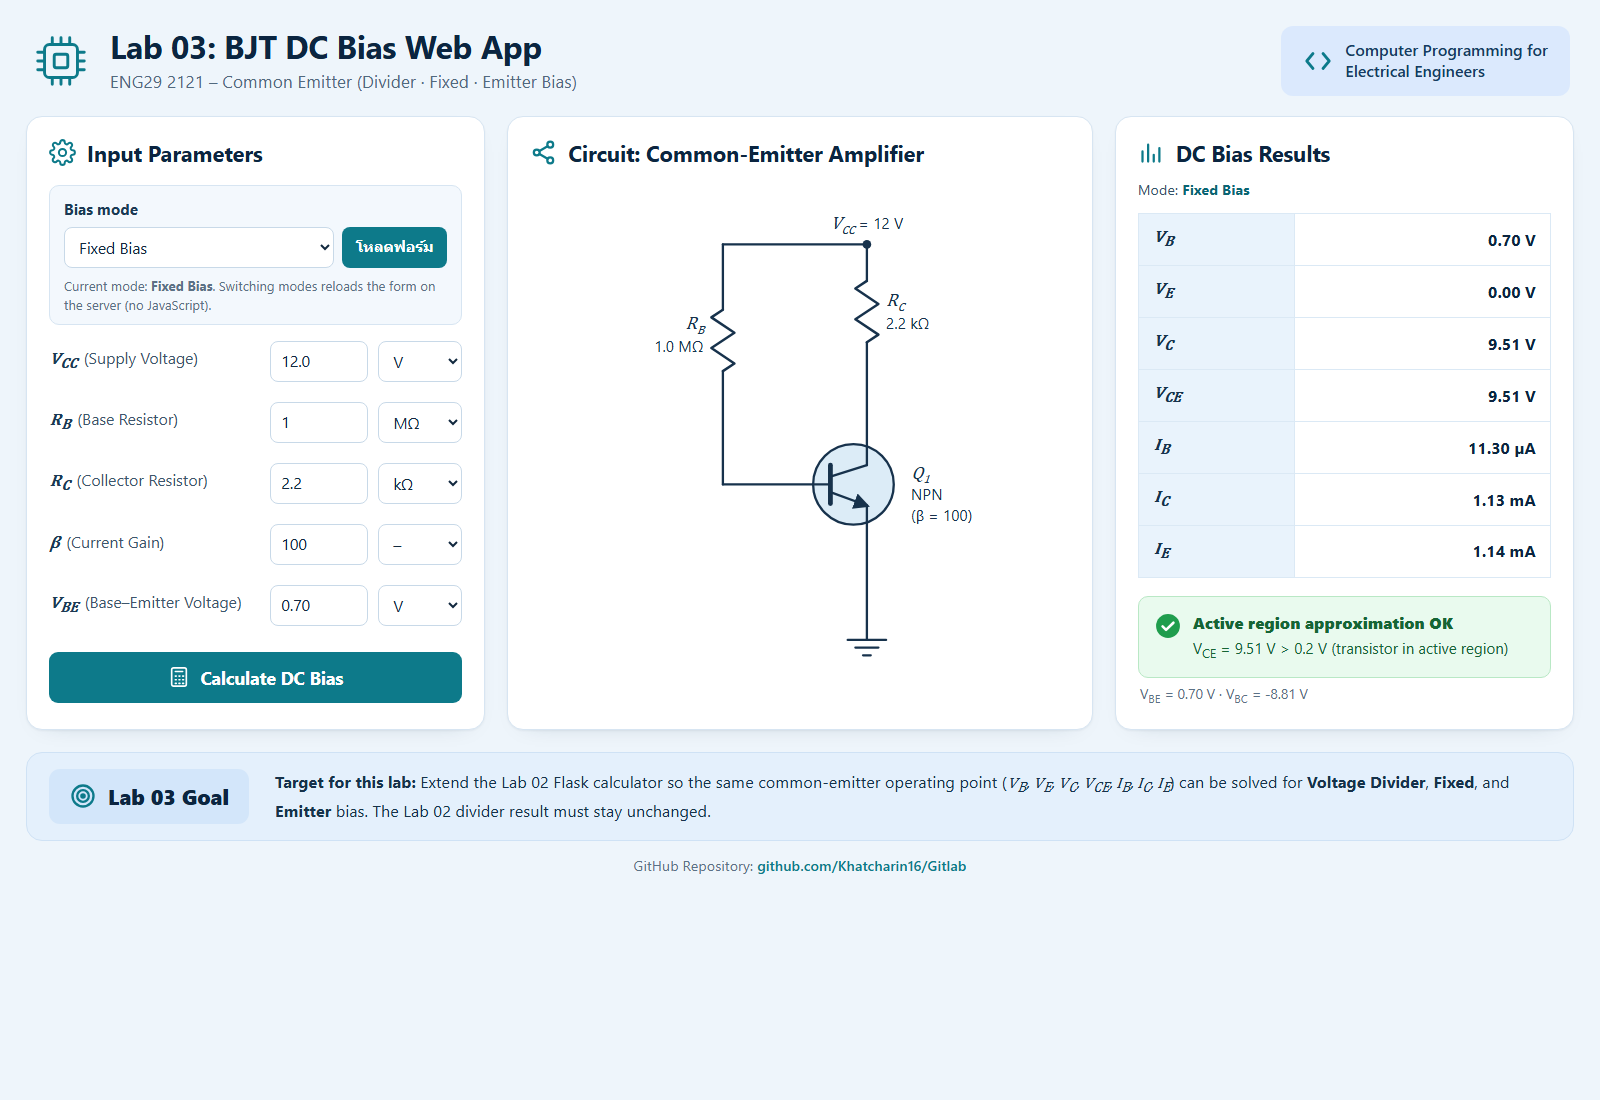 Lab 03: BJT DC Bias Web App
ENG29 2121 – Common Emitter (Divider · Fixed · Emitter Bias)
Computer Programming for
Electrical Engineers
Input Parameters
Bias mode
Fixed Bias
โหลดฟอร์ม
Current mode: Fixed Bias. Switching modes reloads the form on
the server (no JavaScript).
VCC (Supply Voltage) 12.0 V
RB (Base Resistor) 1 MΩ
RC (Collector Resistor) 2.2 kΩ
β (Current Gain) 100 –
VBE (Base–Emitter Voltage) 0.70 V
Calculate DC Bias
Circuit: Common-Emitter Amplifier
VCC = 12 V
RC
2.2 kΩ
RB
1.0 MΩ
Q1
NPN
(β = 100)
DC Bias Results
Mode: Fixed Bias
VB 0.70 V
VE 0.00 V
VC 9.51 V
VCE 9.51 V
IB 11.30 µA
IC 1.13 mA
IE 1.14 mA
Active region approximation OK
VCE = 9.51 V > 0.2 V (transistor in active region)
VBE = 0.70 V · VBC = -8.81 V
Lab 03 Goal
Target for this lab: Extend the Lab 02 Flask calculator so the same common-emitter operating point (VB, VE, VC, VCE, IB, IC, IE) can be solved for Voltage Divider, Fixed, and
Emitter bias. The Lab 02 divider result must stay unchanged.
GitHub Repository: github.com/Khatcharin16/Gitlab